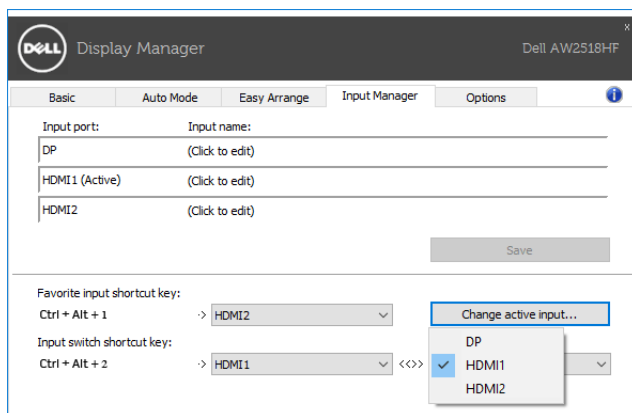 DELL Display Manager Dell AW2518HF
x
Basic Auto Mode Easy Arrange Input Manager Options i
Input port: Input name:
DP (Click to edit)
HDMI1 (Active) (Click to edit)
HDMI2 (Click to edit)
Save
Favorite input shortcut key:
Ctrl + Alt + 1 -> HDMI2 Change active input...
Input switch shortcut key:
DP
Ctrl + Alt + 2 -> HDMI1 <<>> HDMI1
HDMI2